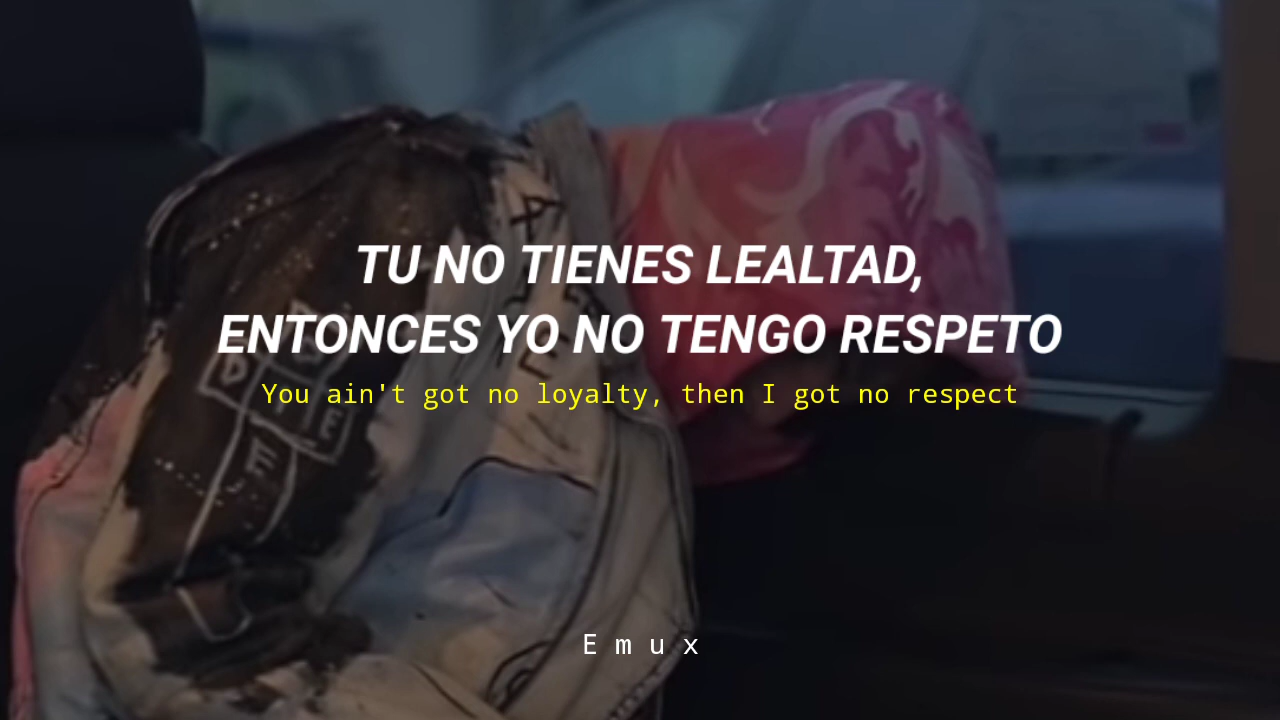 TU NO TIENES LEALTAD,
ENTONCES YO NO TENGO RESPETO
You ain't got no loyalty, then I got no respect
E m u x